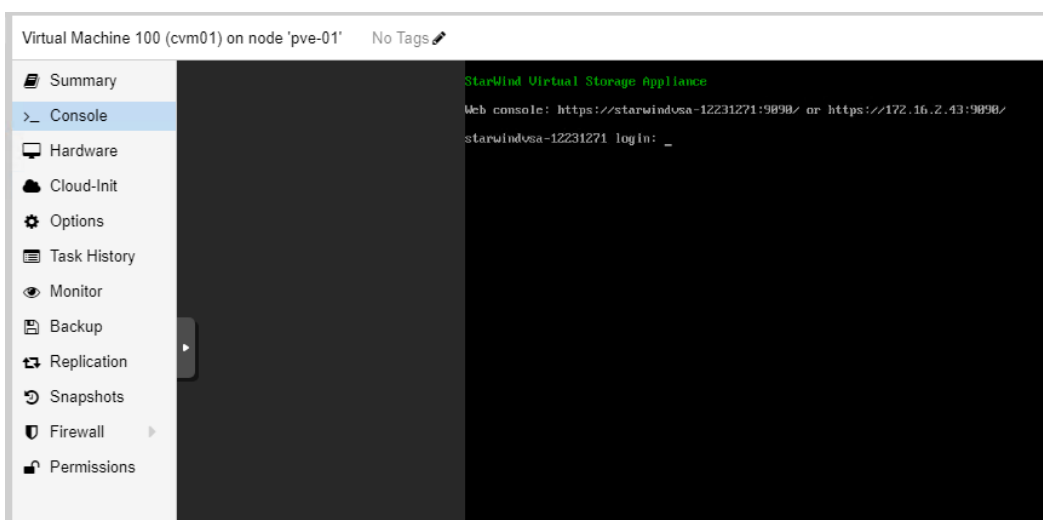 Virtual Machine 100 (cvm01) on node 'pve-01' No Tags
Summary
Console
Hardware
Cloud-Init
Options
Task History
Monitor
Backup
Replication
Snapshots
Firewall
Permissions
StarWind Virtual Storage Appliance
Web console: https://starwindvsa-12231271:9090/ or https://172.16.2.43:9090/
starwindvsa-12231271 login: _